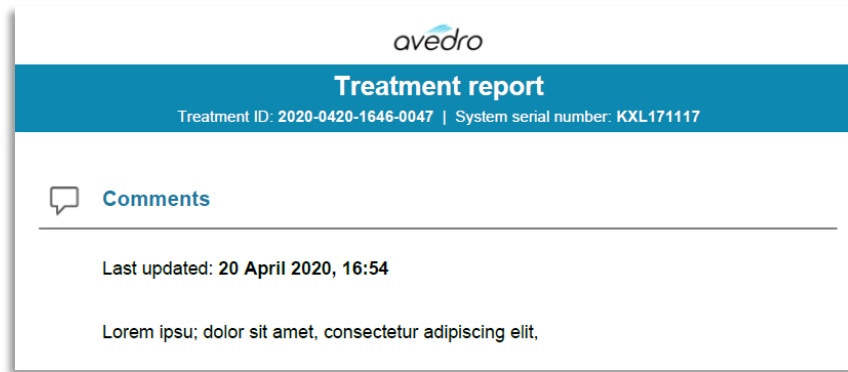 avedro
Treatment report
Treatment ID: 2020-0420-1646-0047 | System serial number: KXL171117
Comments
Last updated: 20 April 2020, 16:54
Lorem ipsu; dolor sit amet, consectetur adipiscing elit,